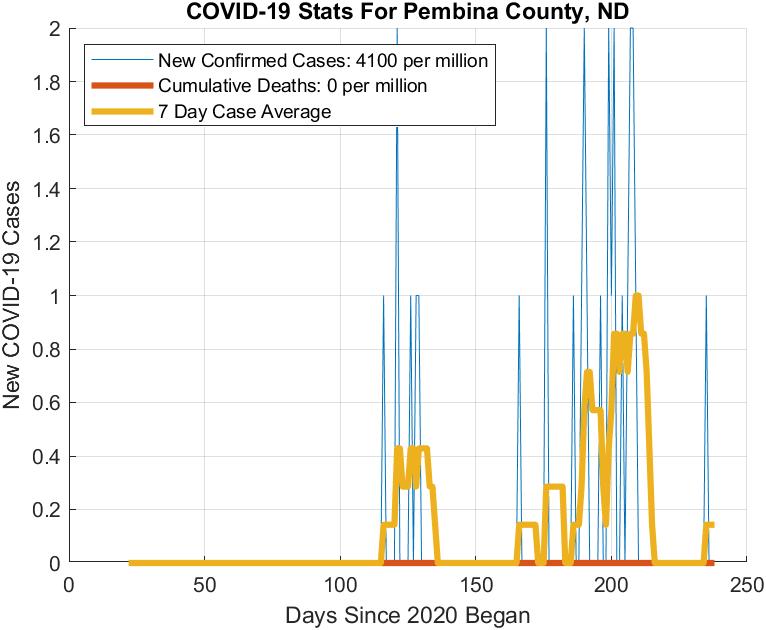 COVID-19 Stats For Pembina County, ND
New Confirmed Cases: 4100 per million
Cumulative Deaths: 0 per million
7 Day Case Average
New COVID-19 Cases
2
1.8
1.6
1.4
1.2
1
0.8
0.6
0.4
0.2
0
0 50 100 150 200 250
Days Since 2020 Began